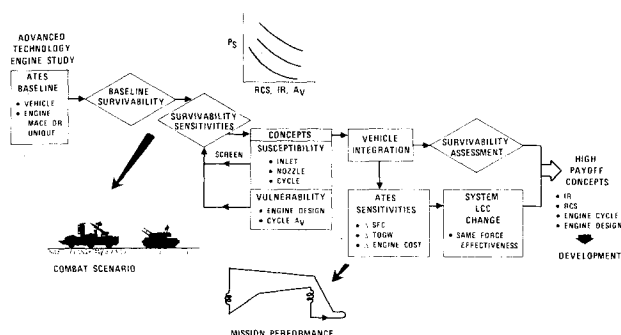 ADVANCED
TECHNOLOGY
ENGINE STUDY
ATES
BASELINE
• VEHICLE
• ENGINE
MACE OR
UNIQUE
BASELINE
SURVIVABILITY
SURVIVABILITY
SENSITIVITIES
PS
RCS, IR, AV
SCREEN
CONCEPTS
SUSCEPTIBILITY
• INLET
• NOZZLE
• CYCLE
VULNERABILITY
• ENGINE DESIGN
• CYCLE AV
VEHICLE
INTEGRATION
SURVIVABILITY
ASSESSMENT
ATES
SENSITIVITIES
• Δ SFC
• Δ TOGW
• Δ ENGINE COST
SYSTEM
LCC
CHANGE
• SAME FORCE
EFFECTIVENESS
HIGH
PAYOFF
CONCEPTS
• IR
• RCS
• ENGINE CYCLE
• ENGINE DESIGN
DEVELOPMENT
COMBAT SCENARIO
MISSION PERFORMANCE